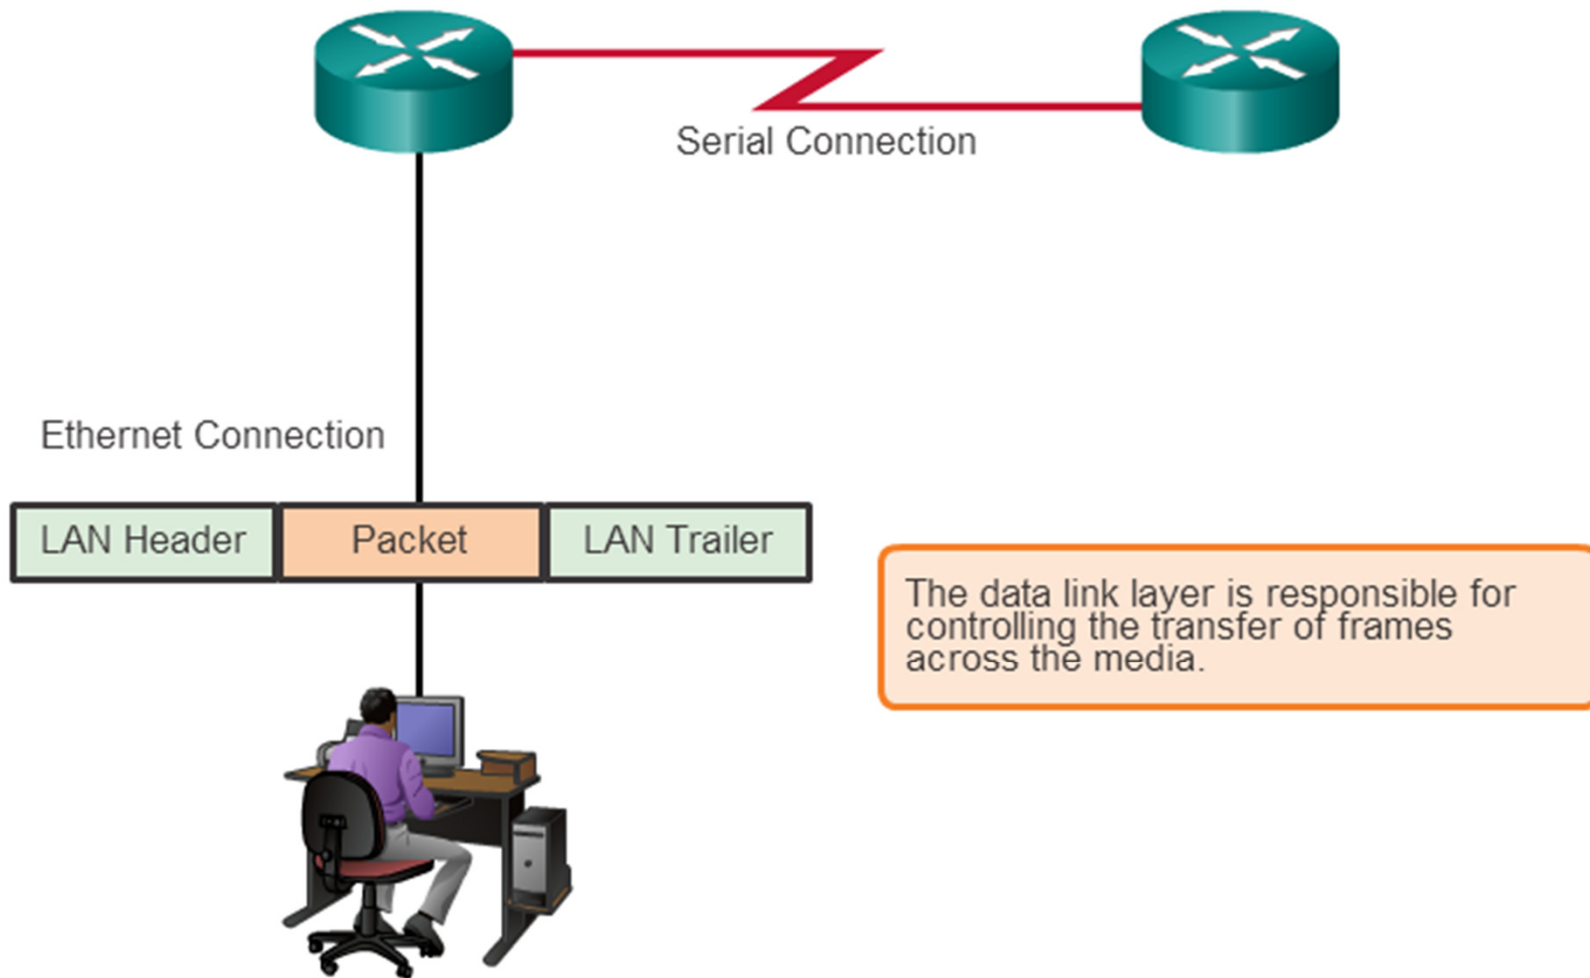 Serial Connection
Ethernet Connection
LAN Header
Packet
LAN Trailer
The data link layer is responsible for
controlling the transfer of frames
across the media.